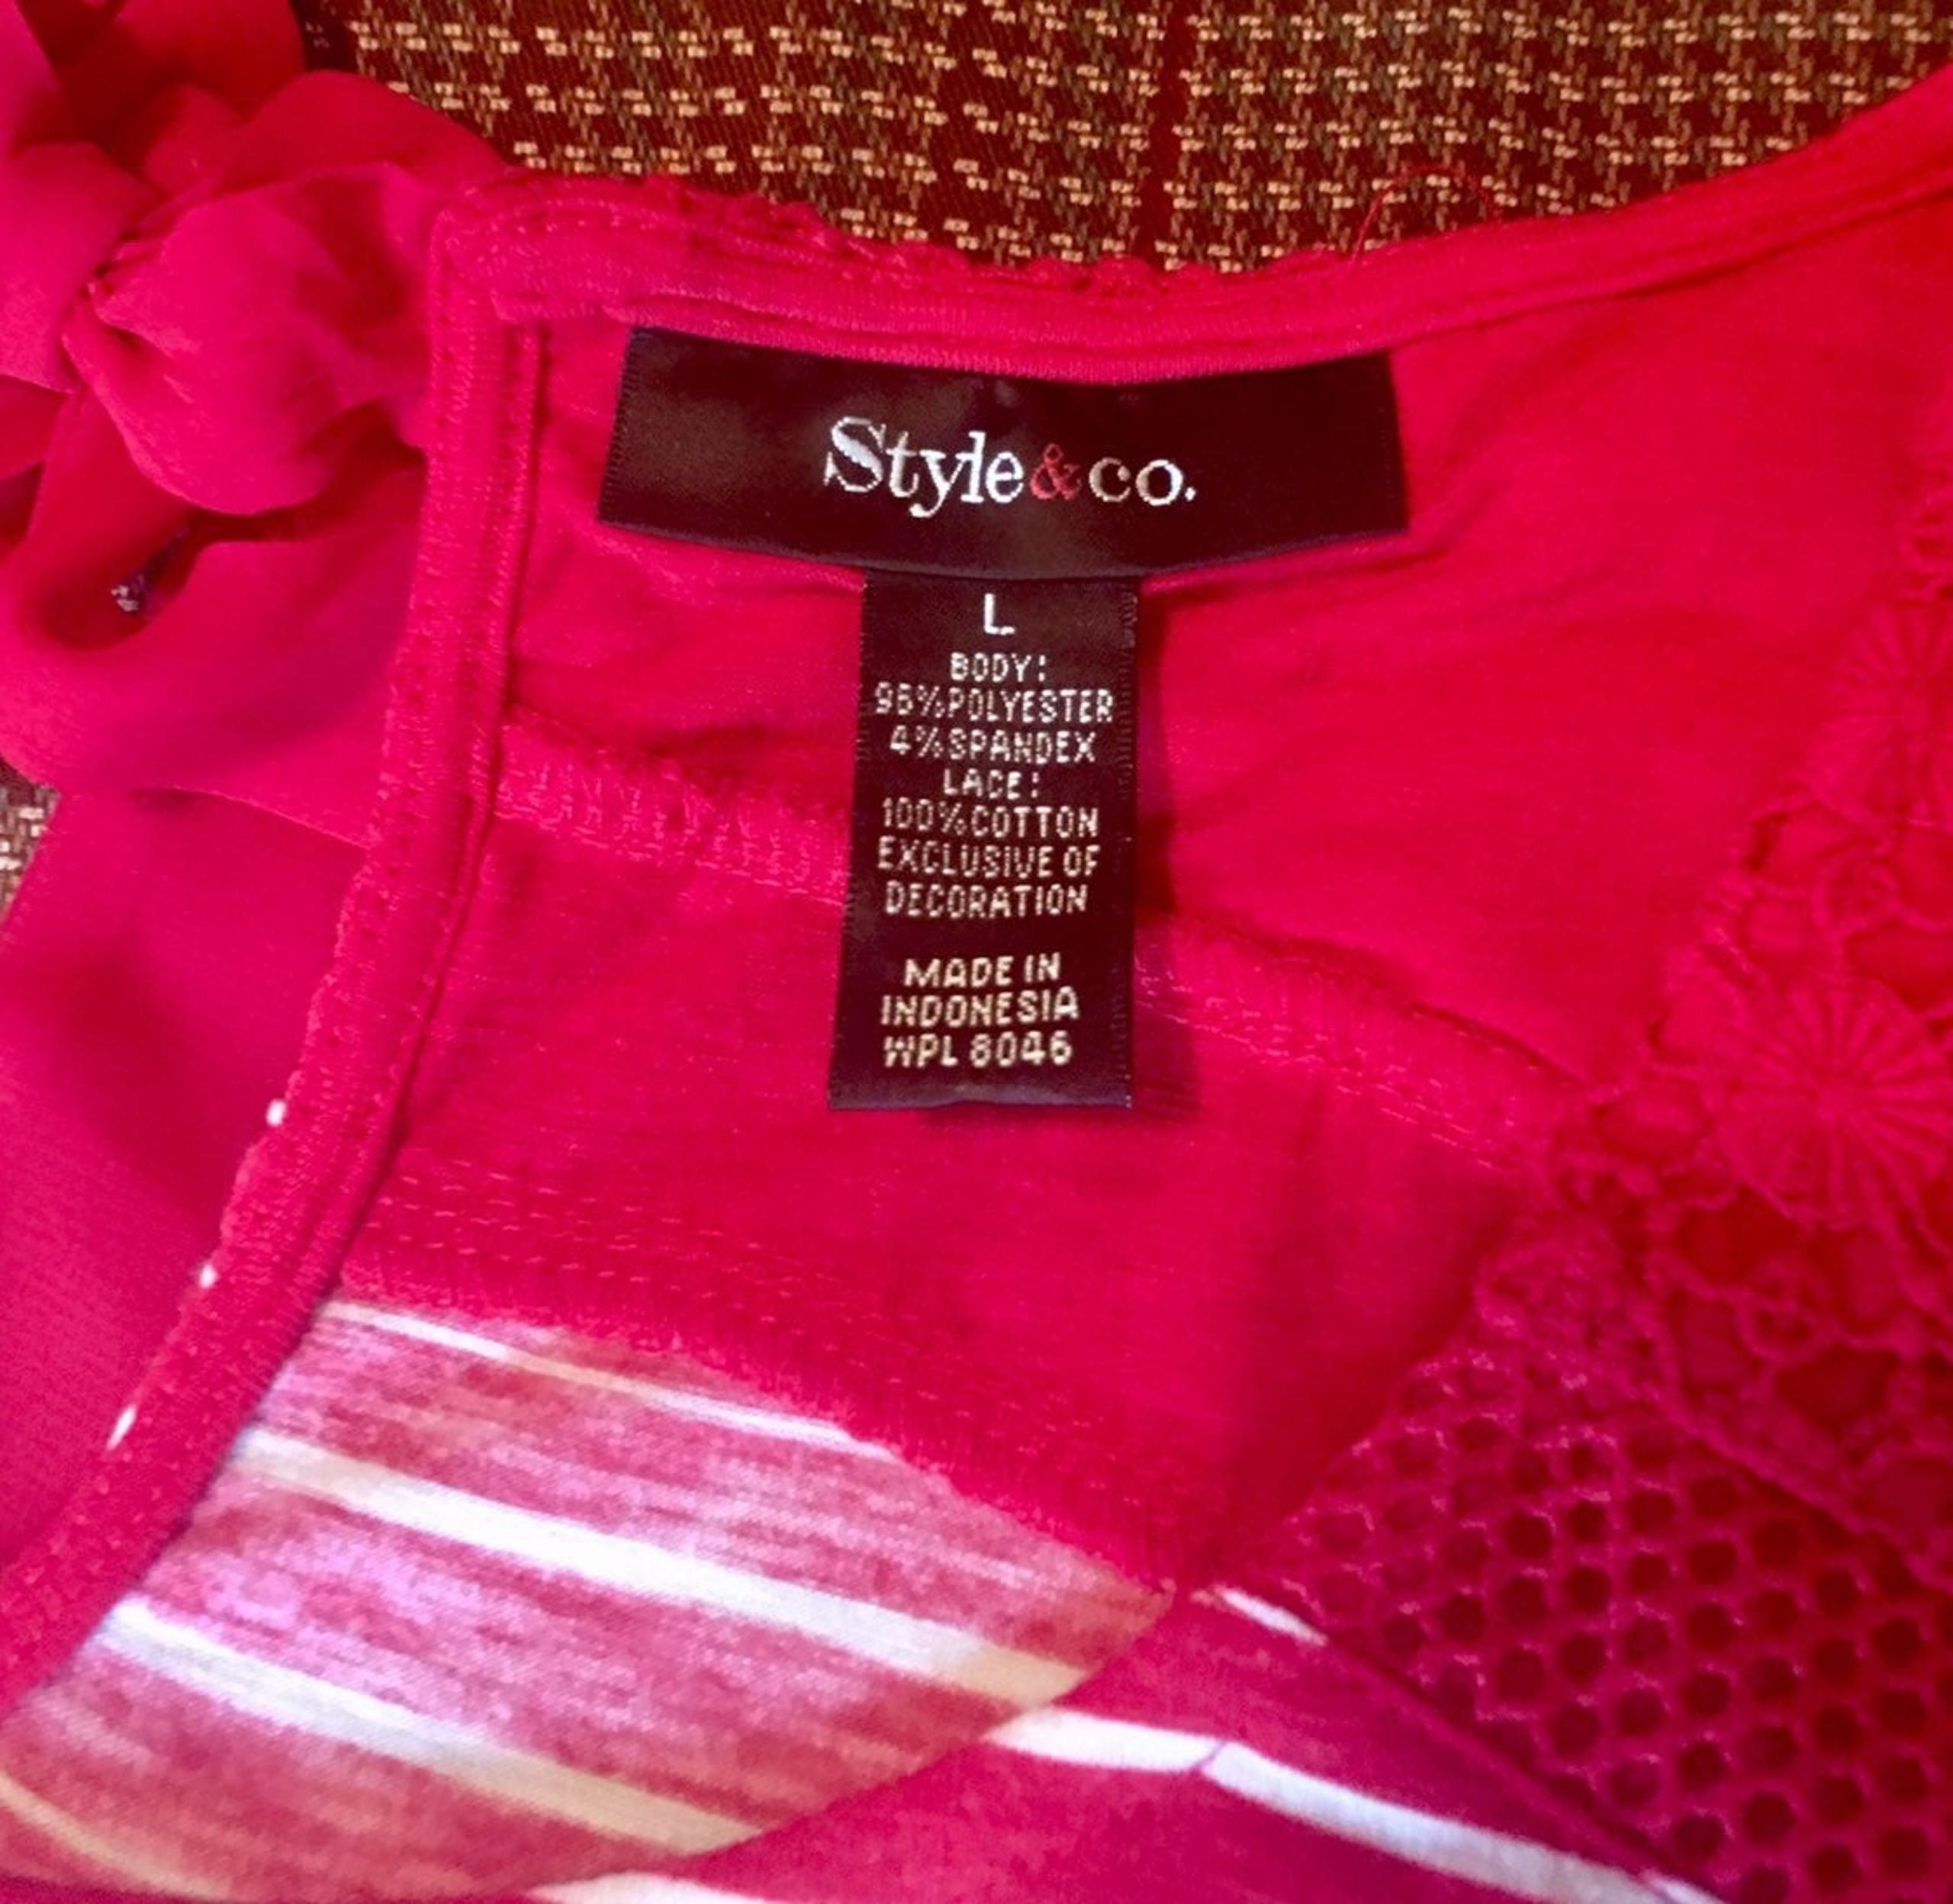 Style&co.
L
BODY:
96%POLYESTER
4%SPANDEX
LACE:
100%COTTON
EXCLUSIVE OF
DECORATION
MADE IN
INDONESIA
WPL 8046